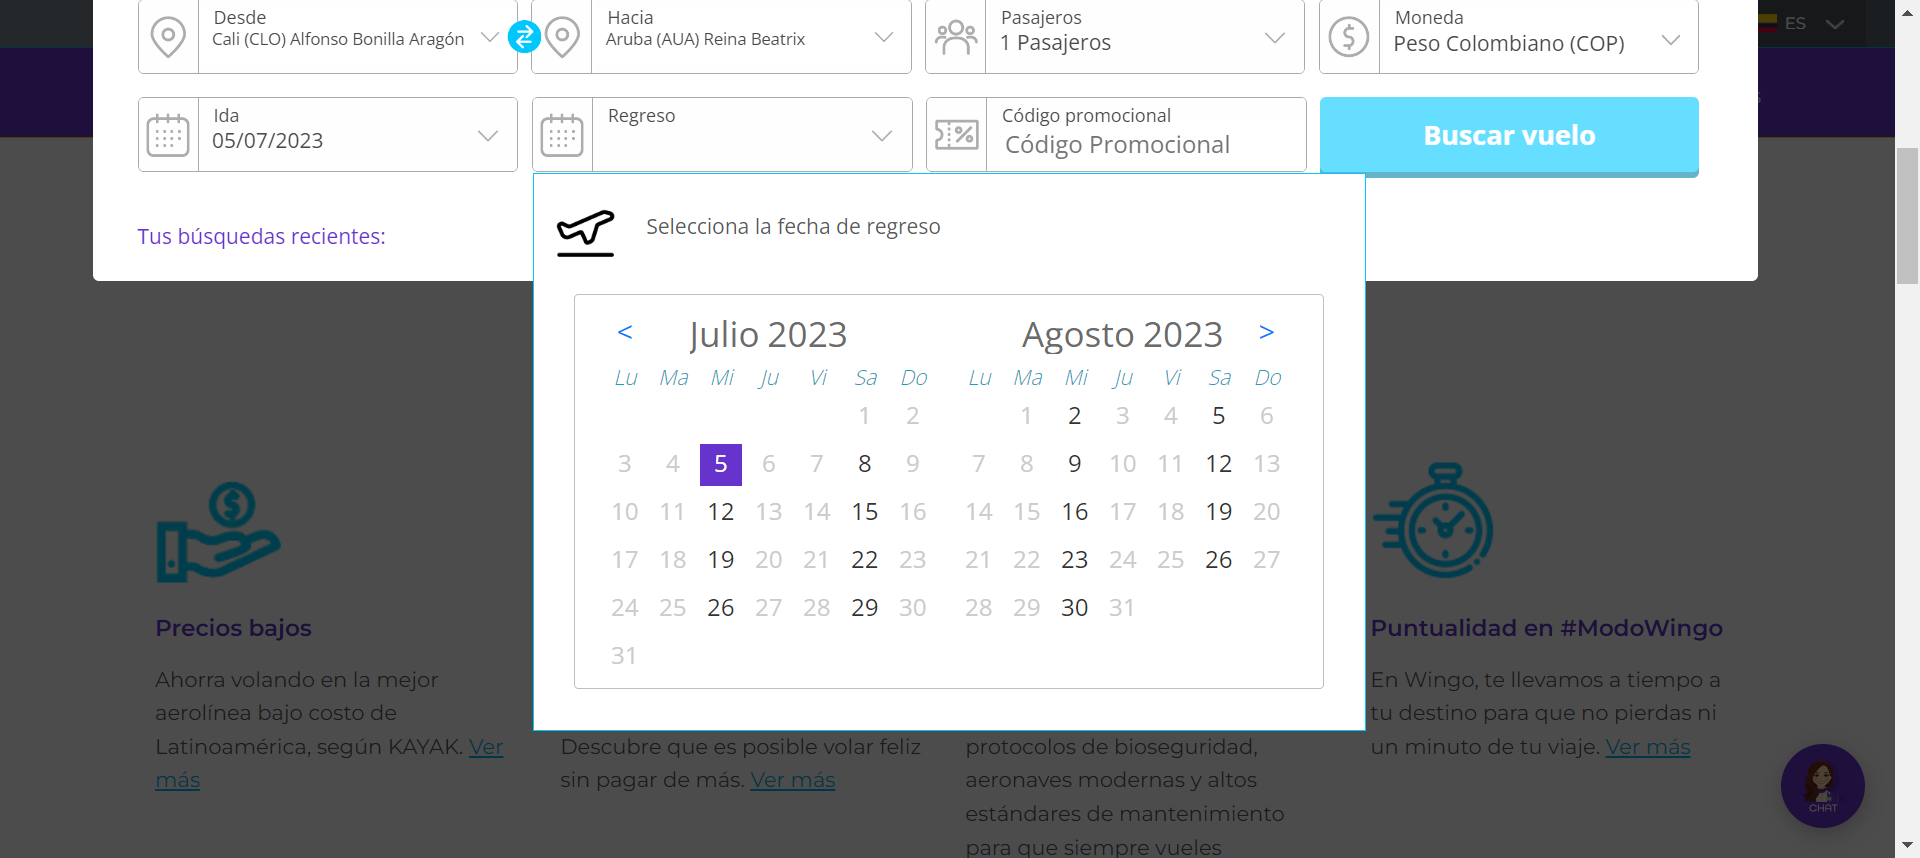 Desde
Cali (CLO) Alfonso Bonilla Aragón
Hacia
Aruba (AUA) Reina Beatrix
Pasajeros
1 Pasajeros
Moneda
Peso Colombiano (COP)
ES
Ida
05/07/2023
Regreso
Código promocional
Código Promocional
Buscar vuelo
Tus búsquedas recientes:
Selecciona la fecha de regreso
< Julio 2023 Agosto 2023 >
Lu Ma Mi Ju Vi Sa Do Lu Ma Mi Ju Vi Sa Do
1 2 1 2 3 4 5 6
3 4 5 6 7 8 9 7 8 9 10 11 12 13
10 11 12 13 14 15 16 14 15 16 17 18 19 20
17 18 19 20 21 22 23 21 22 23 24 25 26 27
24 25 26 27 28 29 30 28 29 30 31
31
Precios bajos
Ahorra volando en la mejor
aerolínea bajo costo de
Latinoamérica, según KAYAK. Ver
más
Descubre que es posible volar feliz
sin pagar de más. Ver más
protocolos de bioseguridad,
aeronaves modernas y altos
estándares de mantenimiento
para que siempre vueles
Puntualidad en #ModoWingo
En Wingo, te llevamos a tiempo a
tu destino para que no pierdas ni
un minuto de tu viaje. Ver más
CHAT